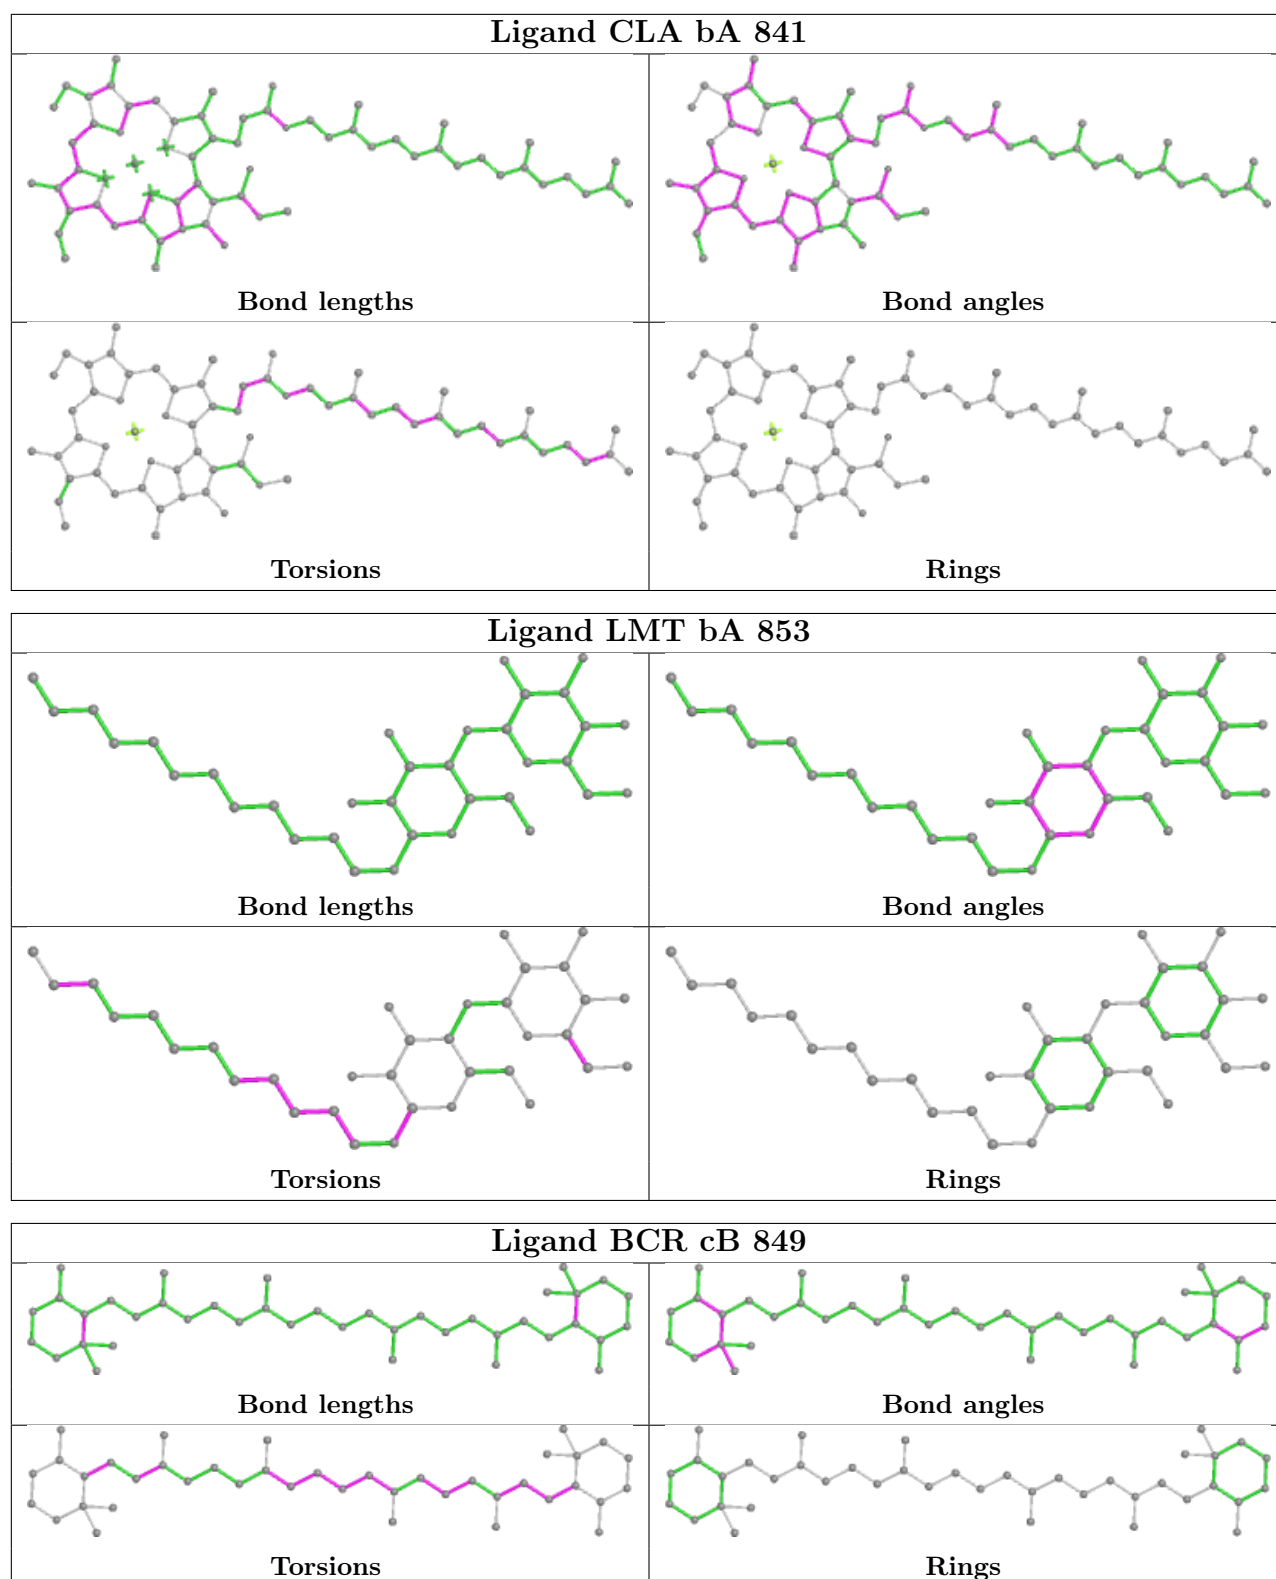 Ligand CLA bA 841
Bond lengths
Bond angles
Torsions
Rings
Ligand LMT bA 853
Bond lengths
Bond angles
Torsions
Rings
Ligand BCR cB 849
Bond lengths
Bond angles
Torsions
Rings